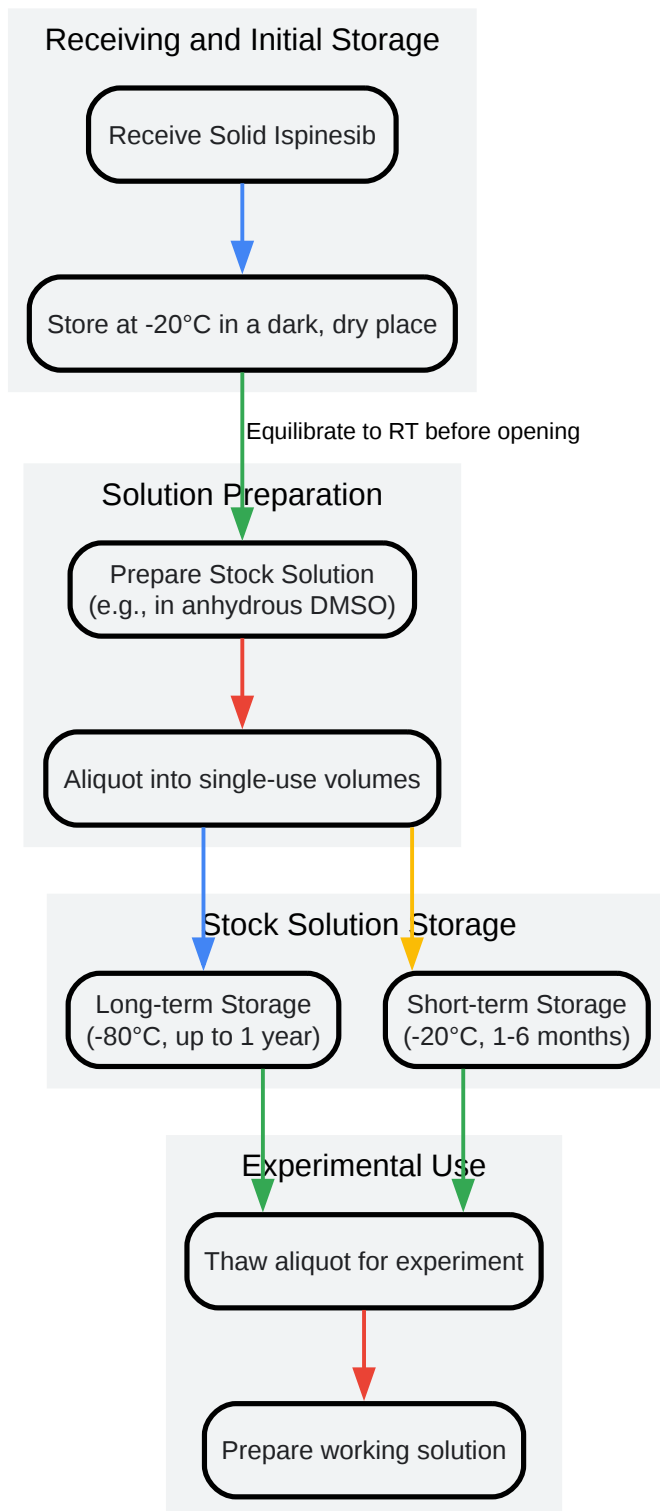 Receiving and Initial Storage
Receive Solid Ispinesib
Store at -20°C in a dark, dry place
Equilibrate to RT before opening
Solution Preparation
Prepare Stock Solution
(e.g., in anhydrous DMSO)
Aliquot into single-use volumes
Stock Solution Storage
Long-term Storage
(-80°C, up to 1 year)
Short-term Storage
(-20°C, 1-6 months)
Experimental Use
Thaw aliquot for experiment
Prepare working solution